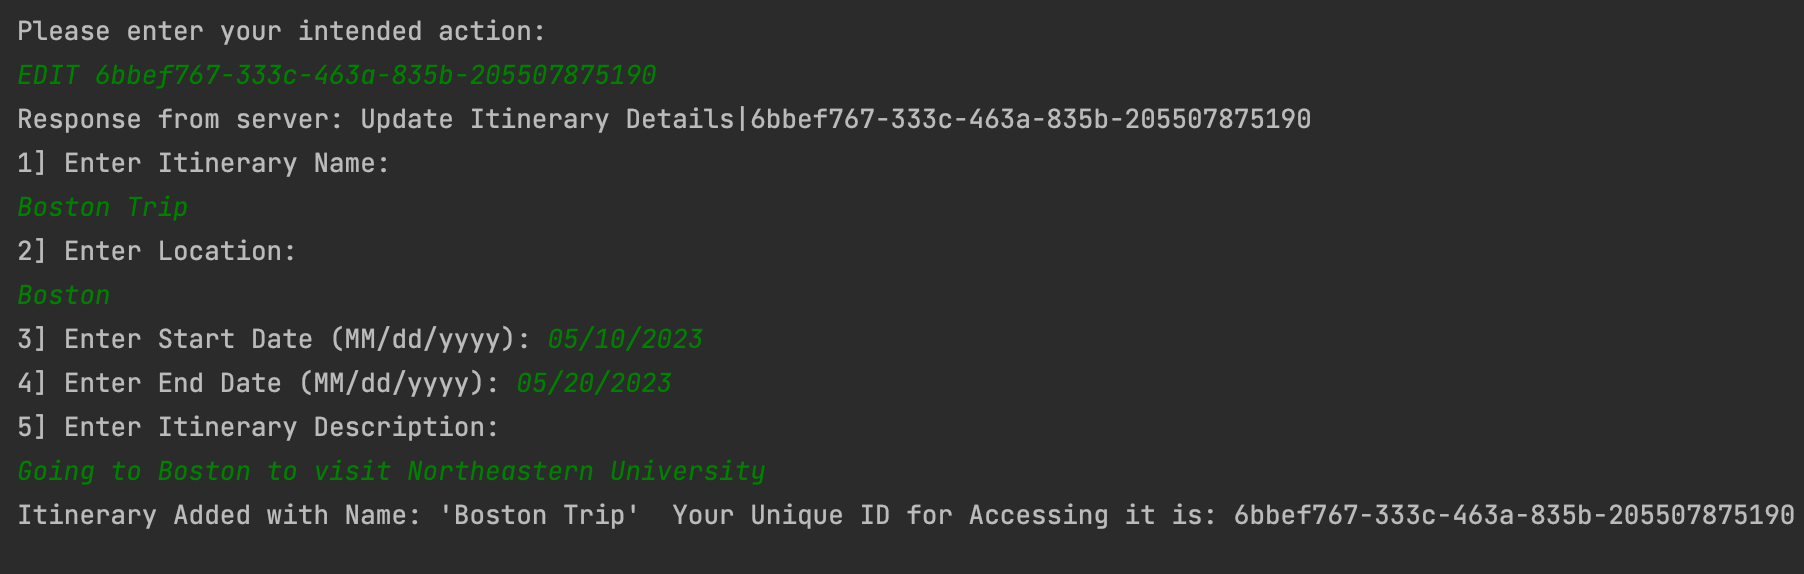 Please enter your intended action:
EDIT 6bbef767-333c-463a-835b-205507875190
Response from server: Update Itinerary Details|6bbef767-333c-463a-835b-205507875190
1] Enter Itinerary Name:
Boston Trip
2] Enter Location:
Boston
3] Enter Start Date (MM/dd/yyyy): 05/10/2023
4] Enter End Date (MM/dd/yyyy): 05/20/2023
5] Enter Itinerary Description:
Going to Boston to visit Northeastern University
Itinerary Added with Name: 'Boston Trip'  Your Unique ID for Accessing it is: 6bbef767-333c-463a-835b-205507875190